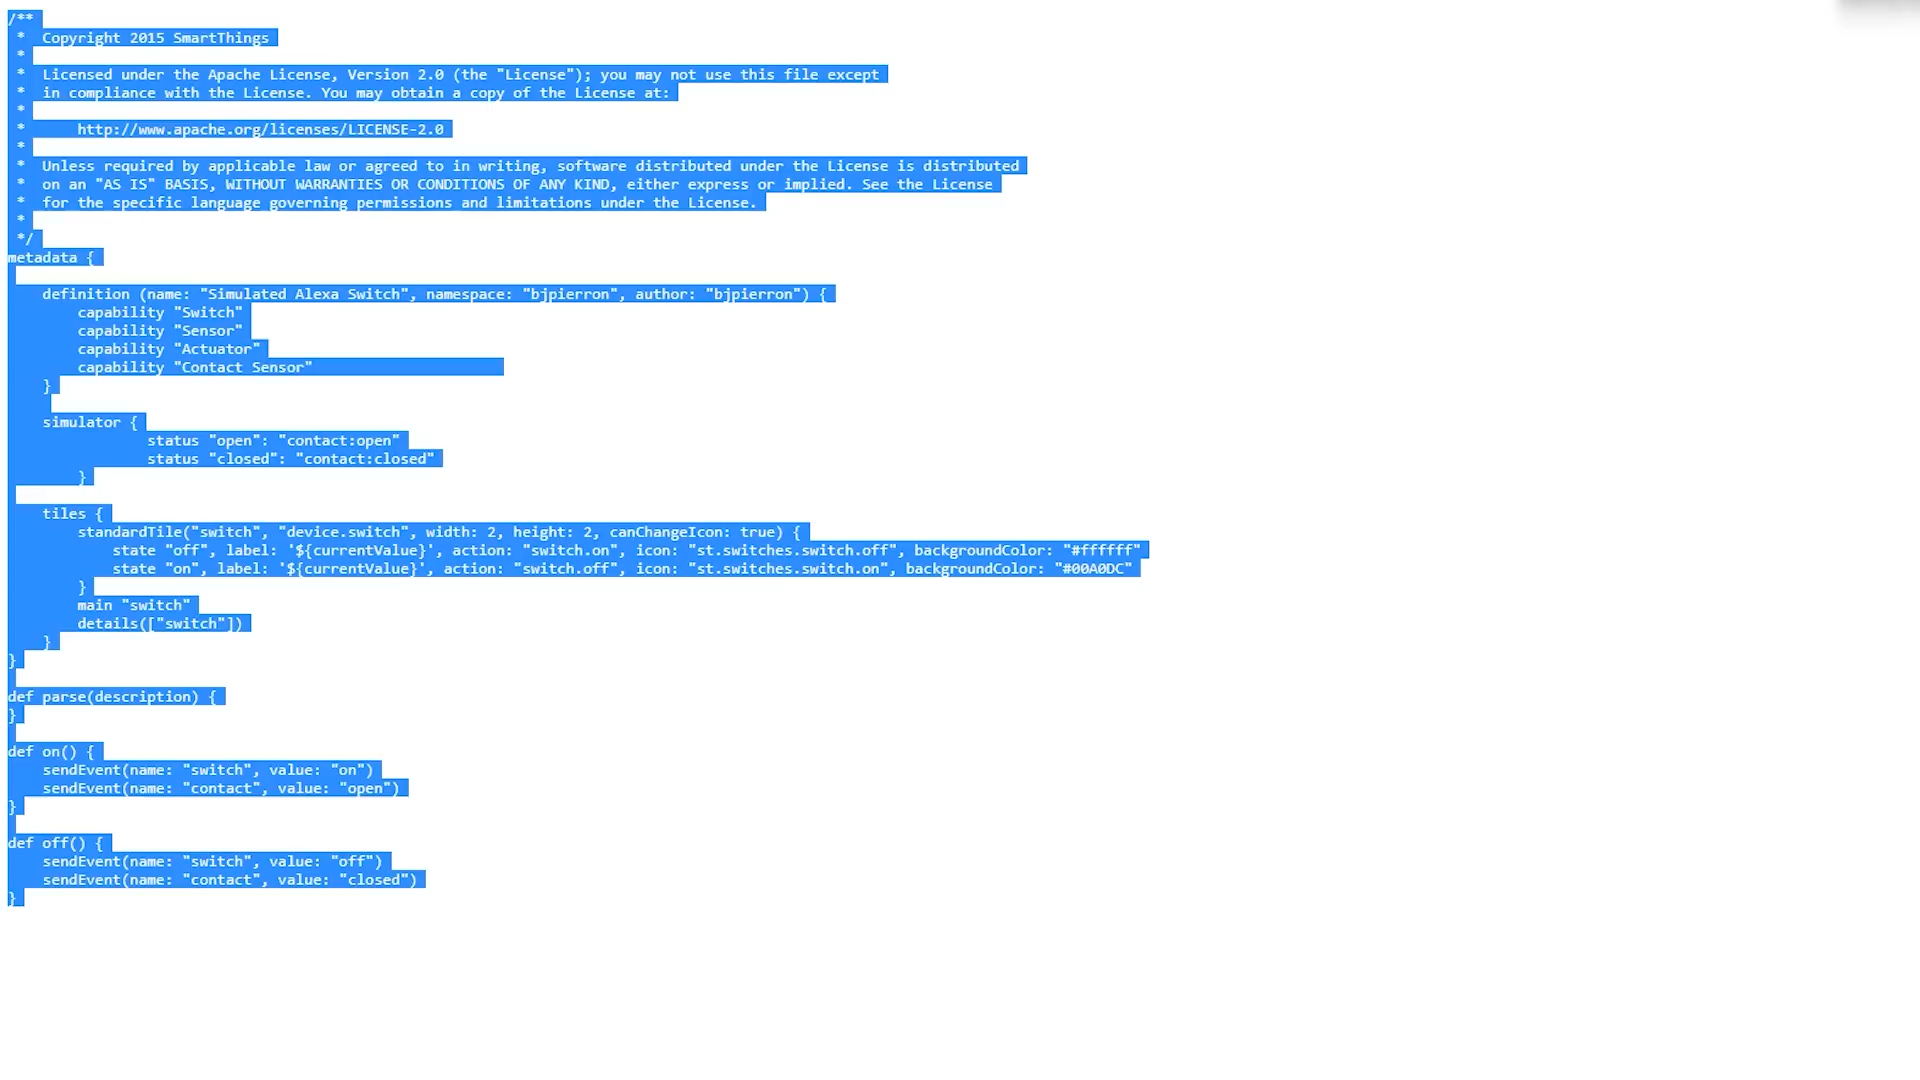 /**
 *  Copyright 2015 SmartThings
 *
 *  Licensed under the Apache License, Version 2.0 (the "License"); you may not use this file except
 *  in compliance with the License. You may obtain a copy of the License at:
 *
 *      http://www.apache.org/licenses/LICENSE-2.0
 *
 *  Unless required by applicable law or agreed to in writing, software distributed under the License is distributed
 *  on an "AS IS" BASIS, WITHOUT WARRANTIES OR CONDITIONS OF ANY KIND, either express or implied. See the License
 *  for the specific language governing permissions and limitations under the License.
 *
 */
metadata {

    definition (name: "Simulated Alexa Switch", namespace: "bjpierron", author: "bjpierron") {
        capability "Switch"
        capability "Sensor"
        capability "Actuator"
        capability "Contact Sensor"
    }

    simulator {
                status "open": "contact:open"
                status "closed": "contact:closed"
        }

    tiles {
        standardTile("switch", "device.switch", width: 2, height: 2, canChangeIcon: true) {
            state "off", label: '${currentValue}', action: "switch.on", icon: "st.switches.switch.off", backgroundColor: "#ffffff"
            state "on", label: '${currentValue}', action: "switch.off", icon: "st.switches.switch.on", backgroundColor: "#00A0DC"
        }
        main "switch"
        details(["switch"])
    }
}

def parse(description) {
}

def on() {
    sendEvent(name: "switch", value: "on")
    sendEvent(name: "contact", value: "open")
}

def off() {
    sendEvent(name: "switch", value: "off")
    sendEvent(name: "contact", value: "closed")
}